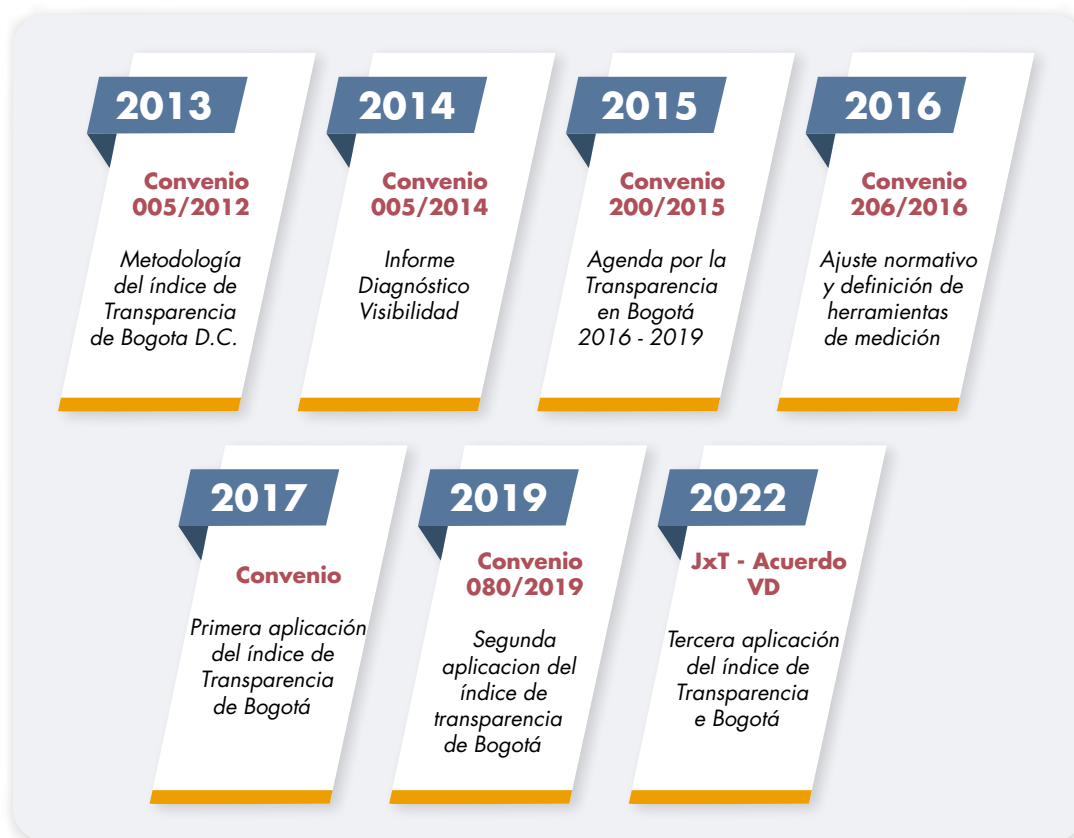 2013
Convenio
005/2012
Metodología
del índice de
Transparencia
de Bogota D.C.
2014
Convenio
005/2014
Informe
Diagnóstico
Visibilidad
2015
Convenio
200/2015
Agenda por la
Transparencia
en Bogotá
2016 - 2019
2016
Convenio
206/2016
Ajuste normativo
y definición de
herramientas
de medición
2017
Convenio
Primera aplicación
del índice de
Transparencia
de Bogotá
2019
Convenio
080/2019
Segunda
aplicacion del
índice de
transparencia
de Bogotá
2022
JxT - Acuerdo
VD
Tercera aplicación
del índice de
Transparencia
e Bogotá